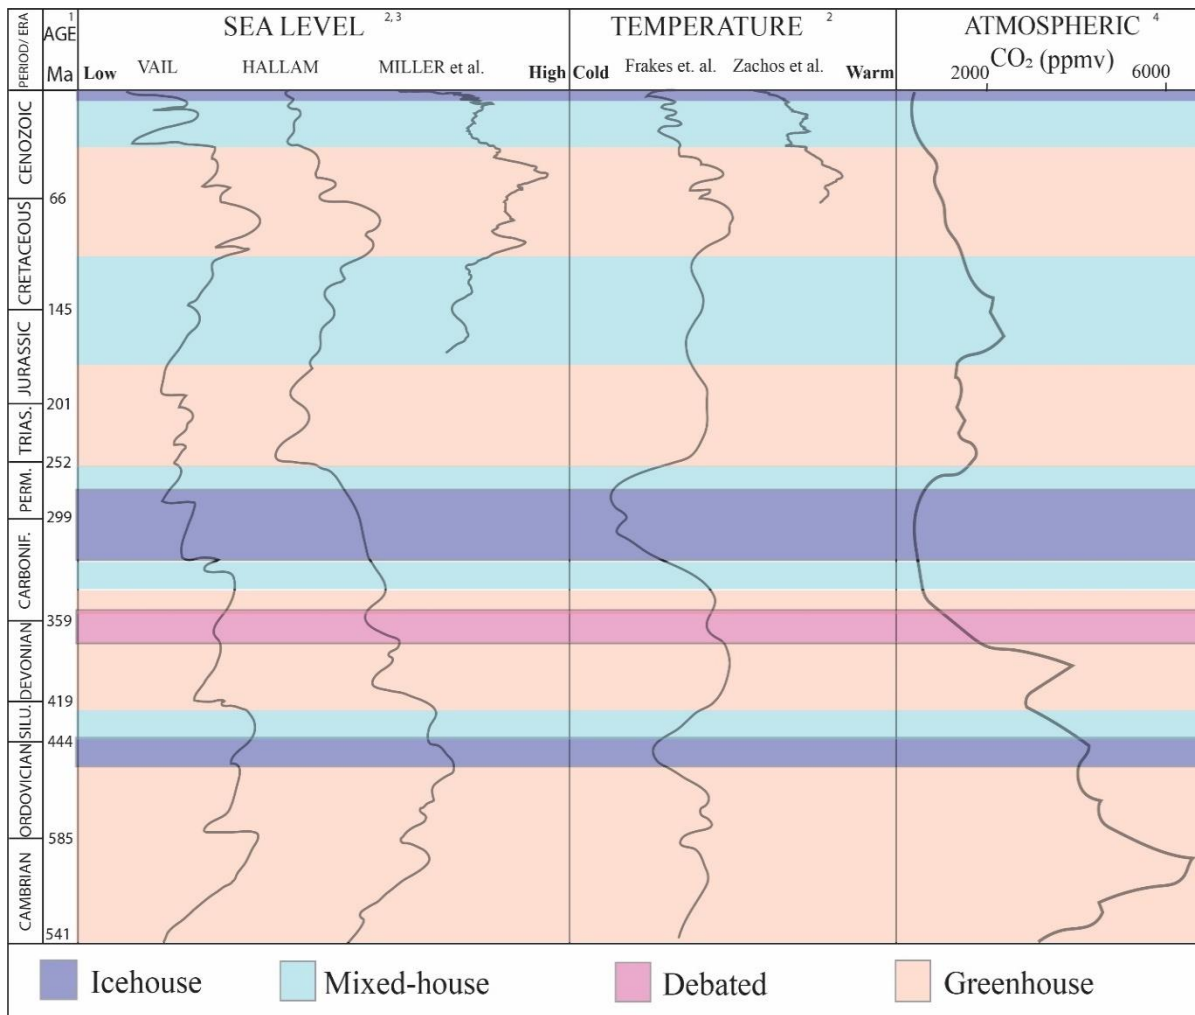 PERIOD/ ERA
AGE 1
Ma
SEA LEVEL 2, 3
Low VAIL HALLAM MILLER et al. High
TEMPERATURE 2
Cold Frakes et. al. Zachos et al. Warm
ATMOSPHERIC 4
CO₂ (ppmv)
2000 6000
CENOZOIC
66
CRETACEOUS
145
JURASSIC
201
TRIAS.
252
PERM.
299
CARBONIF.
359
DEVONIAN
419
SILU.
444
ORDOVICIAN
585
CAMBRIAN
541
Icehouse Mixed-house Debated Greenhouse